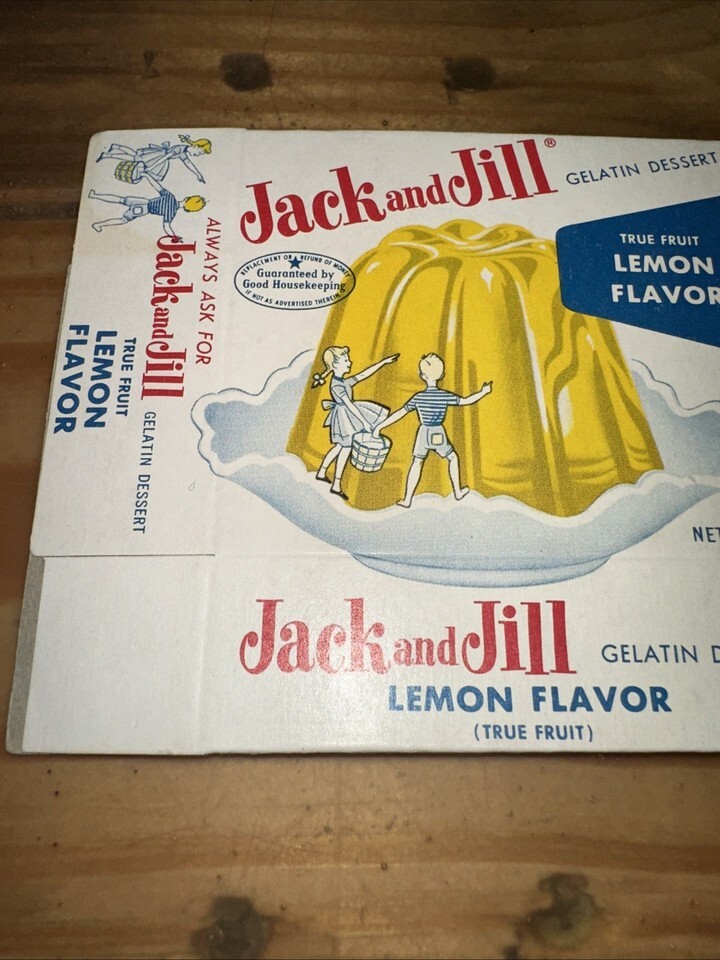 Jack and Jill® GELATIN DESSERT
REPLACEMENT OR REFUND OF MONEY
Guaranteed by
Good Housekeeping
IF NOT AS ADVERTISED THEREIN
TRUE FRUIT
LEMON
FLAVOR
NET
ALWAYS ASK FOR
Jack and Jill GELATIN DESSERT
TRUE FRUIT
LEMON
FLAVOR
Jack and Jill GELATIN D
LEMON FLAVOR
(TRUE FRUIT)